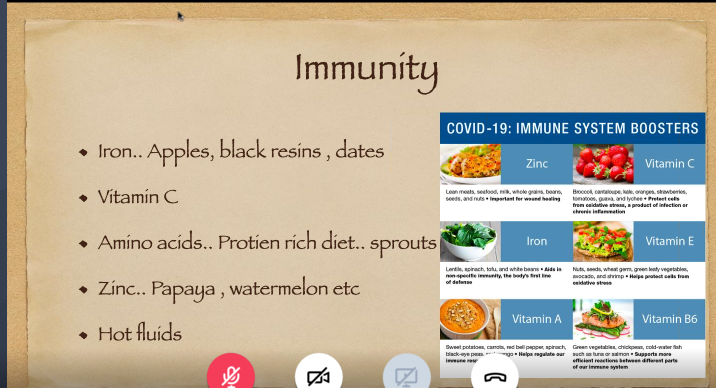 Immunity
Iron.. Apples, black resins , dates
Vitamin C
Amino acids.. Protien rich diet.. sprouts
Zinc.. Papaya , watermelon etc
Hot fluids
COVID-19: IMMUNE SYSTEM BOOSTERS
Zinc
Lean meats, seafood, milk, whole grains, beans,
seeds, and nuts • Important for wound healing
Vitamin C
Broccoli, cantaloupe, kale, oranges, strawberries,
tomatoes, guava, and lychee • Protect cells
from oxidative stress, a product of infection or
chronic inflammation
Iron
Lentils, spinach, tofu, and white beans • Aids in
non-specific immunity, the body's first line
of defense
Vitamin E
Nuts, seeds, wheat germ, green leafy vegetables,
avocado, and shrimp • Helps protect cells from
oxidative stress
Vitamin A
Sweet potatoes, carrots, red bell pepper, spinach,
black-eye peas, • Helps regulate our
immune
Vitamin B6
Green vegetables, chickpeas, cold-water fish
such as tuna or salmon • Supports more
efficient reactions between different parts
of our immune system